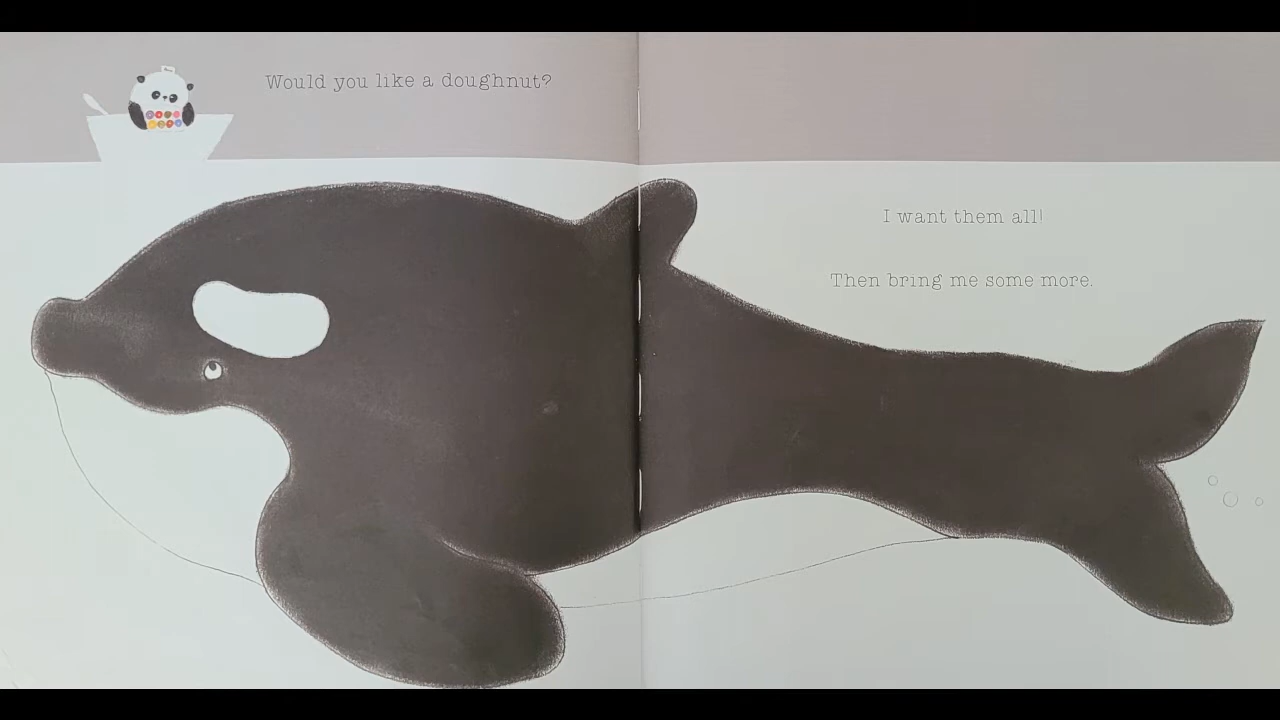 Would you like a doughnut?
I want them all!
Then bring me some more.